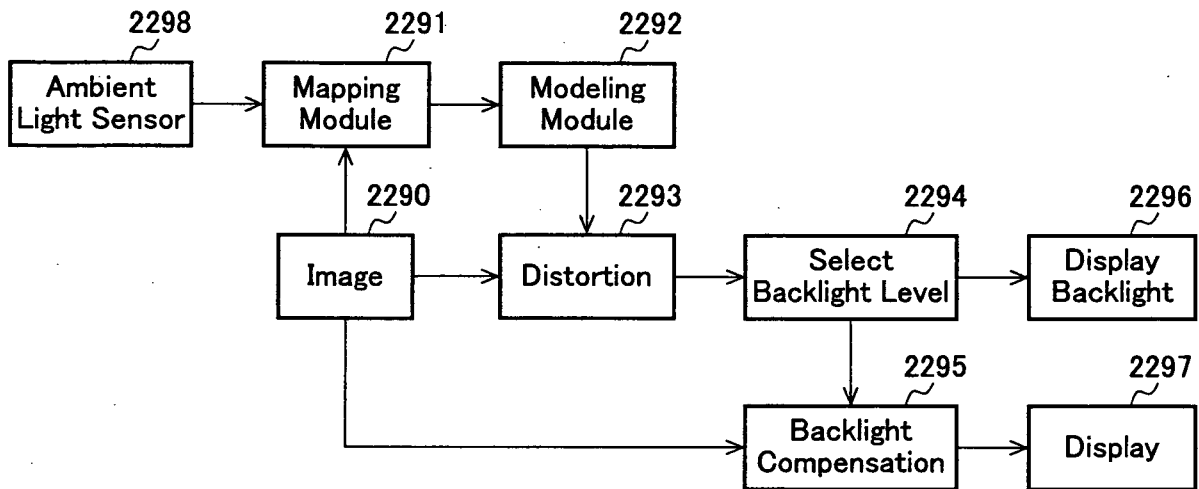 2298
2291
2292
Ambient
Light Sensor
Mapping
Module
Modeling
Module
2290
2293
2294
2296
Image
Distortion
Select
Backlight Level
Display
Backlight
2295
2297
Backlight
Compensation
Display